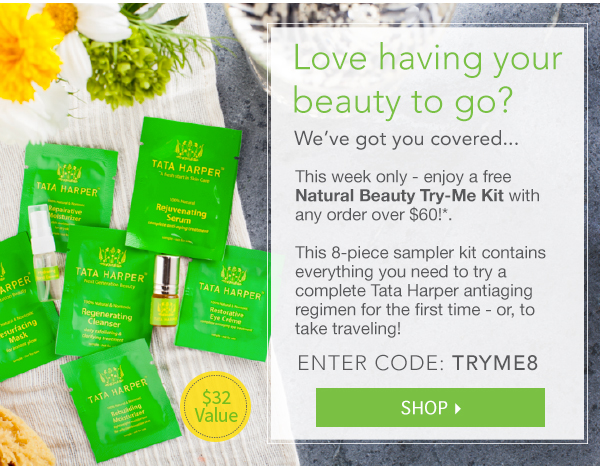 Love having your
beauty to go?
We've got you covered...
This week only - enjoy a free
Natural Beauty Try-Me Kit with
any order over $60!*.
This 8-piece sampler kit contains
everything you need to try a
complete Tata Harper antiaging
regimen for the first time - or, to
take traveling!
ENTER CODE: TRYME8
SHOP
$32
Value
TATA HARPER
Reparative
Moisturizer
TATA HARPER
Rejuvenating
Serum
TATA HARPER
Regenerating
Cleanser
TATA HARPER
Restorative
Eye Crème
HARPER
Resurfacing
Mask
TATA HARPER
Rebuilding
Moisturizer